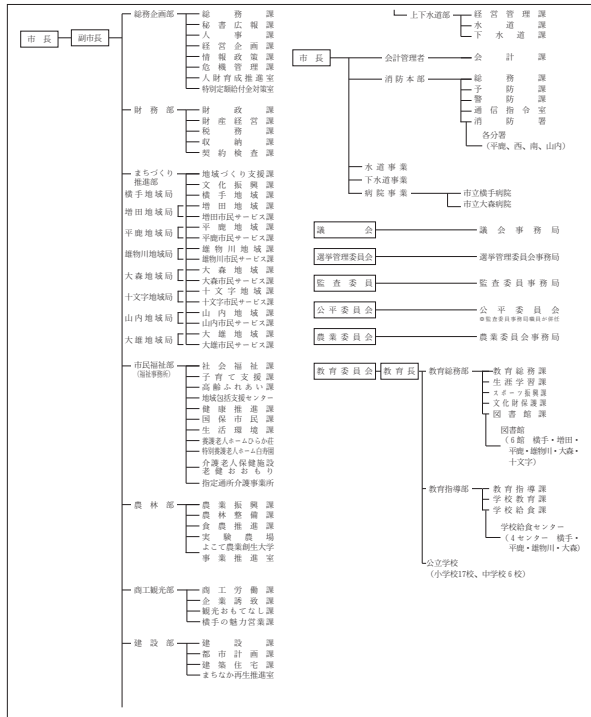 市長
副市長
総務企画部
総務課
秘書広報課
人事課
経営企画課
情報政策課
危機管理課
人財育成推進室
特別定額給付金対策室
財務部
財政課
財産経営課
税務課
収納課
契約検査課
まちづくり
推進部
地域づくり支援課
文化振興課
横手地域局
横手地域課
増田地域局
増田地域課
増田市民サービス課
平鹿地域局
平鹿地域課
平鹿市民サービス課
雄物川地域局
雄物川地域課
雄物川市民サービス課
大森地域局
大森地域課
大森市民サービス課
十文字地域局
十文字地域課
十文字市民サービス課
山内地域局
山内地域課
山内市民サービス課
大雄地域局
大雄地域課
大雄市民サービス課
市民福祉部
(福祉事務所)
社会福祉課
子育て支援課
高齢ふれあい課
地域包括支援センター
健康推進課
国保市民課
生活環境課
養護老人ホームひらか荘
特別養護老人ホーム白寿園
介護老人保健施設
老健おおもり
指定通所介護事業所
農林部
農業振興課
農林整備課
食農推進課
実験農場
よこて農業創生大学
事業推進室
商工観光部
商工労働課
企業誘致課
観光おもてなし課
横手の魅力営業課
建設部
建設課
都市計画課
建築住宅課
まちなか再生推進室
上下水道部
経営管理課
水道課
下水道課
市長
会計管理者
会計課
消防本部
総務課
予防課
警防課
通信指令室
消防署
各分署
(平鹿、西、南、山内)
水道事業
下水道事業
病院事業
市立横手病院
市立大森病院
議会
議会事務局
選挙管理委員会
選挙管理委員会事務局
監査委員
監査委員事務局
公平委員会
公平委員会
※監査委員事務局職員が併任
農業委員会
農業委員会事務局
教育委員会
教育長
教育総務部
教育総務課
生涯学習課
スポーツ振興課
文化財保護課
図書館課
図書館
(6館 横手・増田・
平鹿・雄物川・大森・
十文字)
教育指導部
教育指導課
学校教育課
学校給食課
学校給食センター
(4センター 横手・
平鹿・雄物川・大森)
公立学校
(小学校17校、中学校6校)